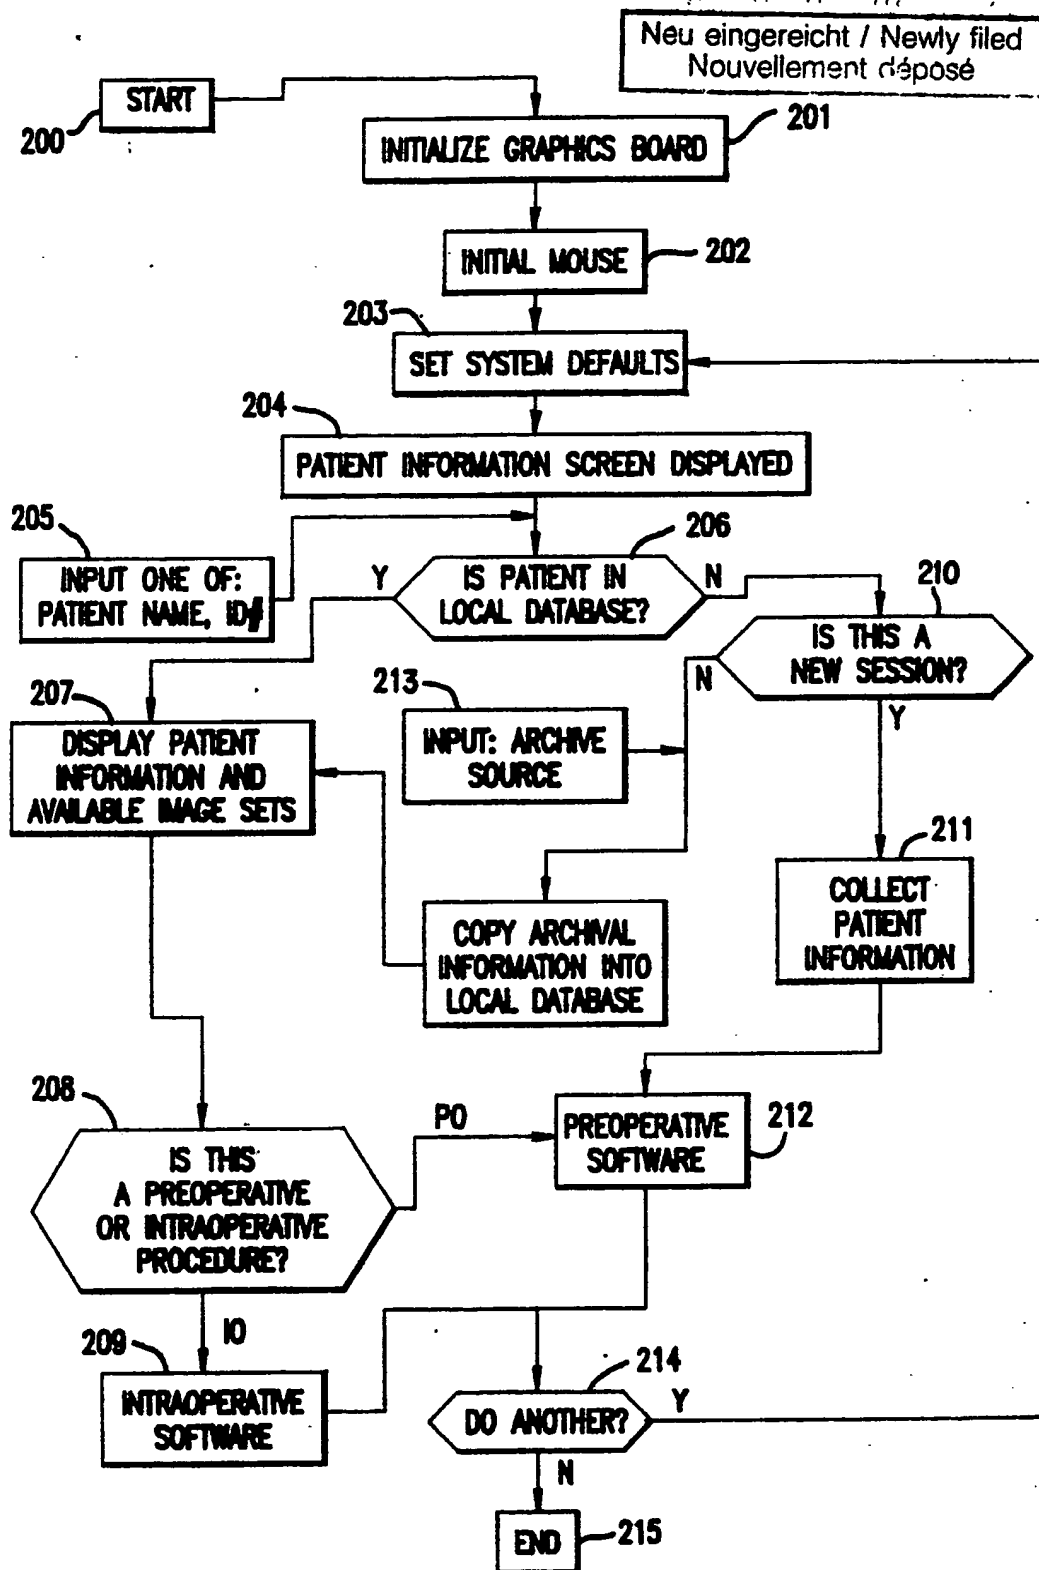 Neu eingereicht / Newly filed
Nouvellement déposé
START
200
201
INITIALIZE GRAPHICS BOARD
INITIAL MOUSE
202
203
SET SYSTEM DEFAULTS
204
PATIENT INFORMATION SCREEN DISPLAYED
205
INPUT ONE OF:
PATIENT NAME, ID#
206
Y
IS PATIENT IN
LOCAL DATABASE?
N
210
IS THIS A
NEW SESSION?
N
Y
207
DISPLAY PATIENT
INFORMATION AND
AVAILABLE IMAGE SETS
213
INPUT: ARCHIVE
SOURCE
211
COLLECT
PATIENT
INFORMATION
COPY ARCHIVAL
INFORMATION INTO
LOCAL DATABASE
208
IS THIS
A PREOPERATIVE
OR INTRAOPERATIVE
PROCEDURE?
PO
PREOPERATIVE
SOFTWARE
212
IO
209
INTRAOPERATIVE
SOFTWARE
214
DO ANOTHER?
Y
N
END
215